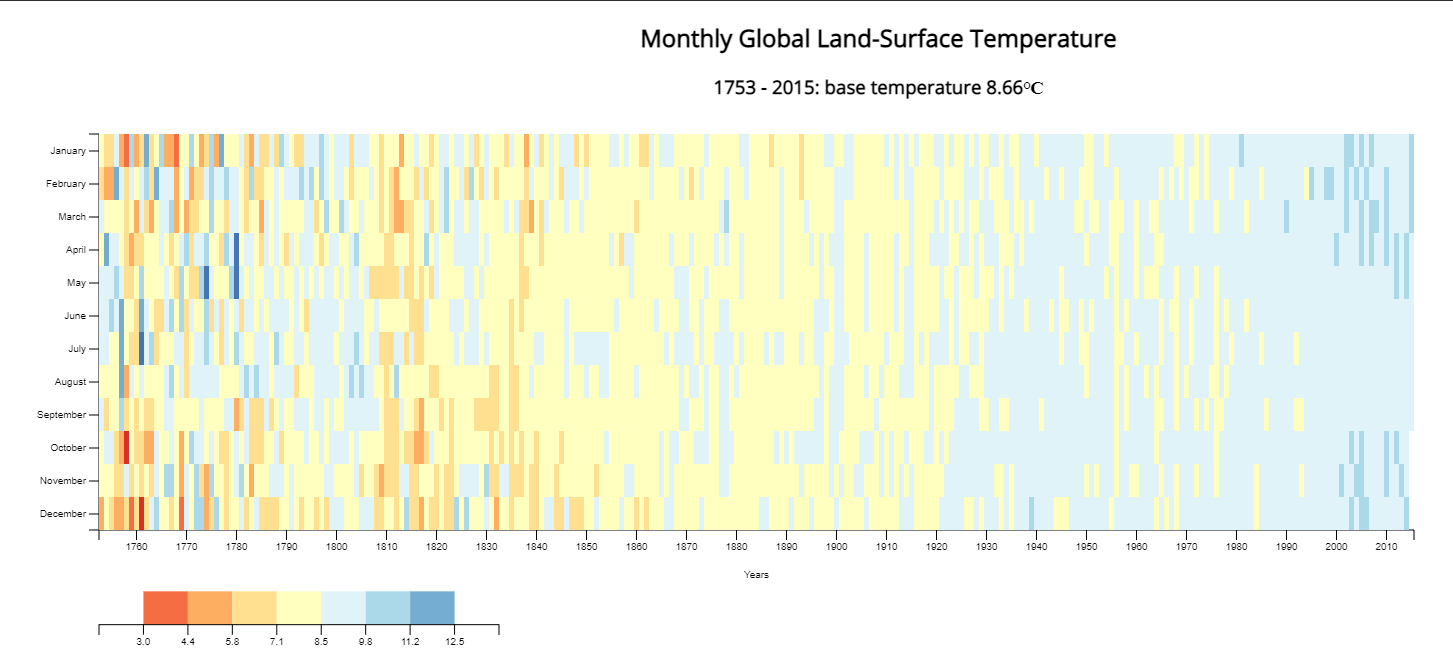 Monthly Global Land-Surface Temperature
1753 - 2015: base temperature 8.66℃
January
February
March
April
May
June
July
August
September
October
November
December
1760 1770 1780 1790 1800 1810 1820 1830 1840 1850 1860 1870 1880 1890 1900 1910 1920 1930 1940 1950 1960 1970 1980 1990 2000 2010
Years
3.0 4.4 5.8 7.1 8.5 9.8 11.2 12.5